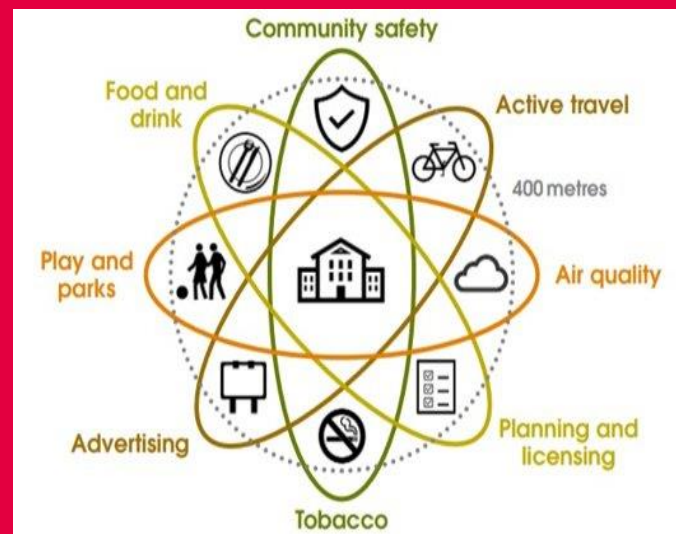 Community safety
Food and
drink
Active travel
400 metres
Play and
parks
Air quality
Advertising
Planning and
licensing
Tobacco